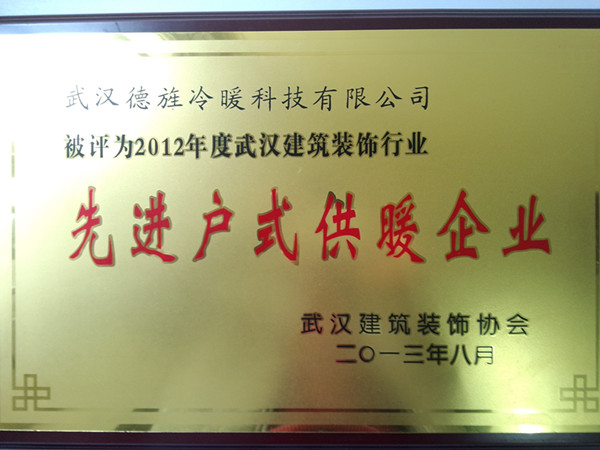 武汉德旌冷暖科技有限公司
被评为2012年度武汉建筑装饰行业
先进户式供暖企业
武汉建筑装饰协会
二〇一三年八月